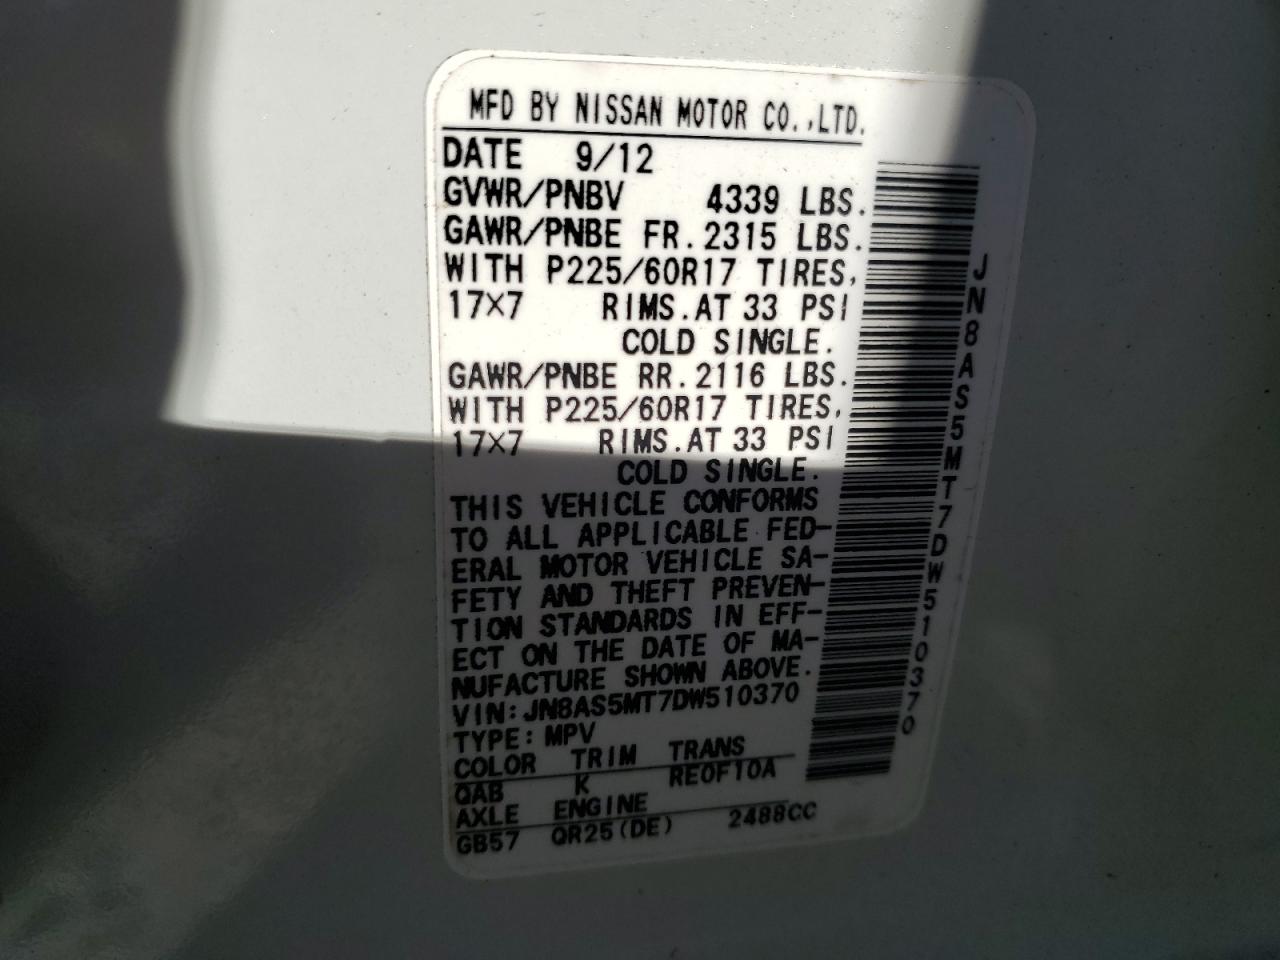 MFD BY NISSAN MOTOR CO.,LTD.
DATE 9/12
GVWR/PNBV 4339 LBS.
GAWR/PNBE FR.2315 LBS.
WITH P225/60R17 TIRES,
17×7 RIMS.AT 33 PSI
COLD SINGLE.
GAWR/PNBE RR.2116 LBS.
WITH P225/60R17 TIRES,
17×7 RIMS.AT 33 PSI
COLD SINGLE.
THIS VEHICLE CONFORMS
TO ALL APPLICABLE FED-
ERAL MOTOR VEHICLE SA-
FETY AND THEFT PREVEN-
TION STANDARDS IN EFF-
ECT ON THE DATE OF MA-
NUFACTURE SHOWN ABOVE.
VIN:JN8AS5MT7DW510370
TYPE:MPV
COLOR TRIM TRANS
QAB K RE0F10A
AXLE ENGINE
GB57 QR25(DE) 2488CC
JN8AS5MT7DW510370